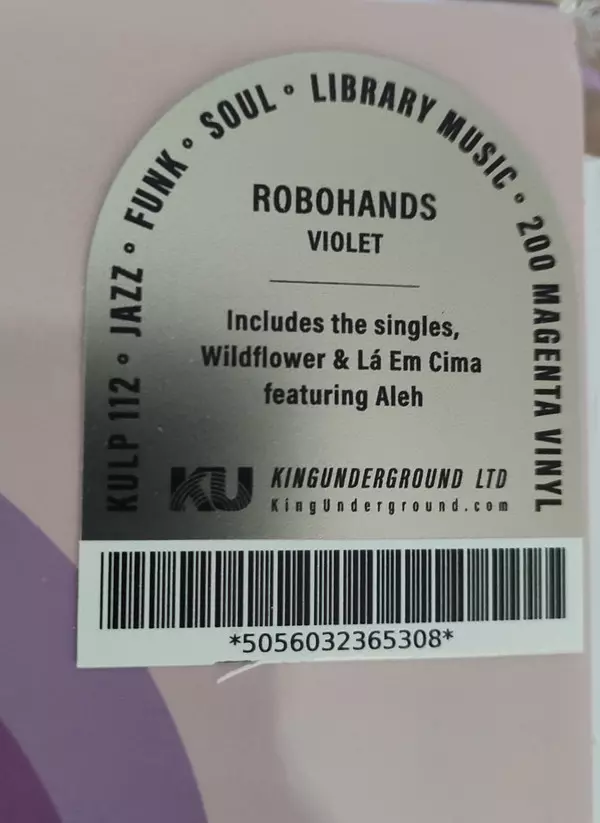 KULP 112 • JAZZ • FUNK • SOUL • LIBRARY MUSIC • 200 MAGENTA VINYL
ROBOHANDS
VIOLET
Includes the singles,
Wildflower & Lá Em Cima
featuring Aleh
KU
KINGUNDERGROUND LTD
KingUnderground.com
*5056032365308*